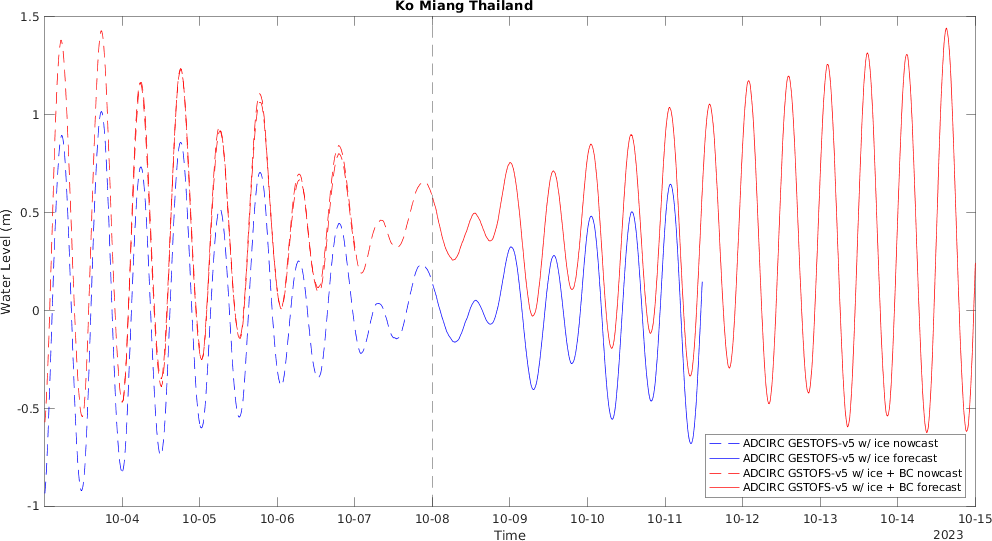 Ko Miang Thailand
1.5
1
0.5
0
-0.5
-1
Water Level (m)
10-04 10-05 10-06 10-07 10-08 10-09 10-10 10-11 10-12 10-13 10-14 10-15
Time
2023
ADCIRC GESTOFS-v5 w/ ice nowcast
ADCIRC GESTOFS-v5 w/ ice forecast
ADCIRC GSTOFS-v5 w/ ice + BC nowcast
ADCIRC GSTOFS-v5 w/ ice + BC forecast